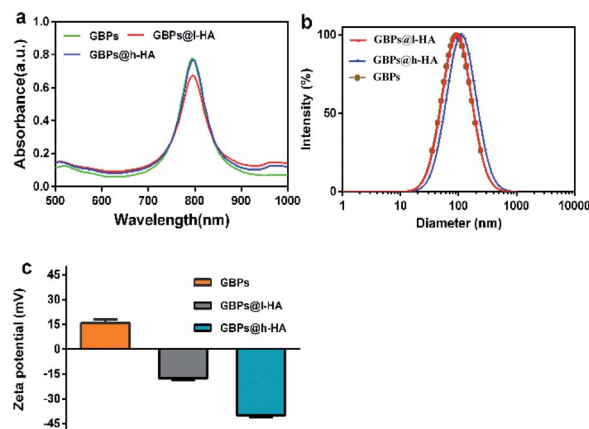 a
GBPs
GBPs@l-HA
GBPs@h-HA
Absorbance(a.u.)
1.0
0.8
0.6
0.4
0.2
0.0
500
600
700
800
900
1000
Wavelength(nm)
b
GBPs@l-HA
GBPs@h-HA
GBPs
Intensity (%)
100
50
0
1
10
100
1000
10000
Diameter (nm)
c
GBPs
GBPs@l-HA
GBPs@h-HA
Zeta potential (mV)
45
30
15
0
-15
-30
-45